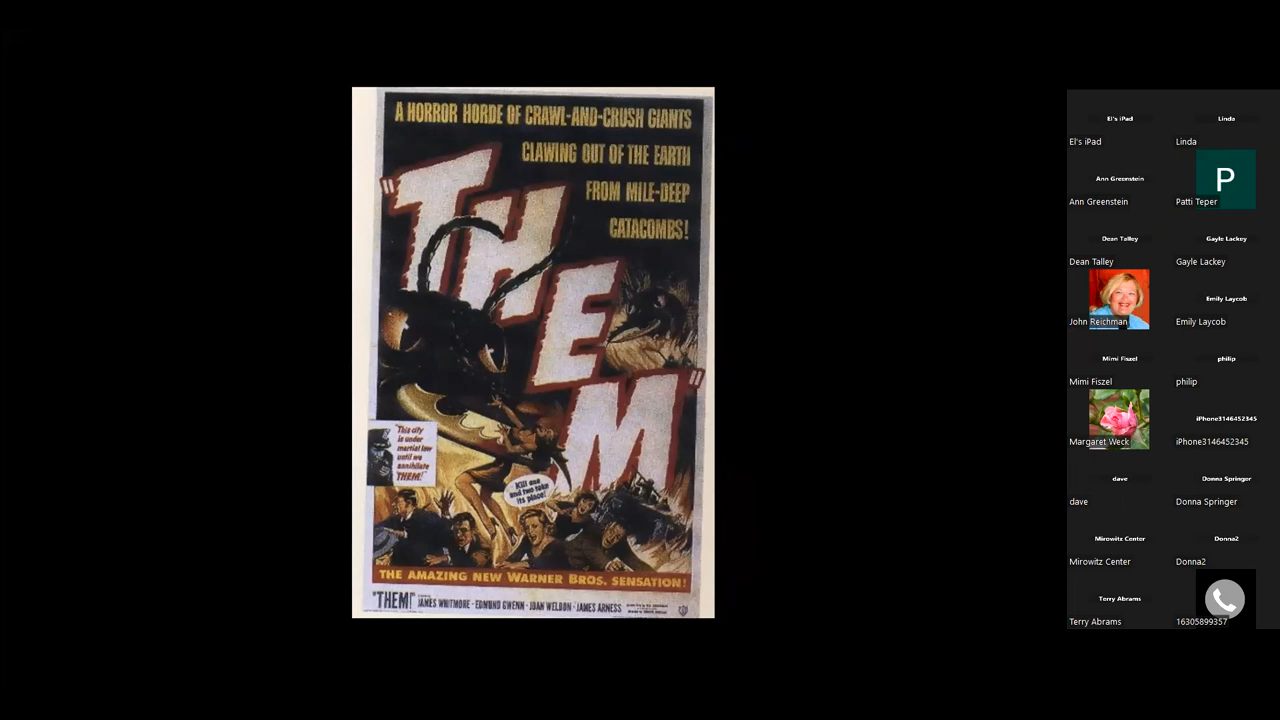 A HORROR HORDE OF CRAWL-AND-CRUSH GIANTS
CLAWING OUT OF THE EARTH
FROM MILE-DEEP
CATACOMBS!
"THEM"
"This city
is under
martial law
until we
annihilate
THEM!"
Kill one
and two take
its place!
THE AMAZING NEW WARNER BROS. SENSATION!
"THEM!" JAMES WHITMORE · EDMUND GWENN · JOAN WELDON · JAMES ARNESS
El's iPad
Linda
El's iPad
Linda
Ann Greenstein
P
Ann Greenstein
Patti Teper
Dean Talley
Gayle Lackey
Dean Talley
Gayle Lackey
Emily Laycob
John Reichman
Emily Laycob
Mimi Fiszel
philip
Mimi Fiszel
philip
iPhone3146452345
Margaret Weck
iPhone3146452345
dave
Donna Springer
dave
Donna Springer
Mirowitz Center
Donna2
Mirowitz Center
Donna2
Terry Abrams
Terry Abrams
16305899357